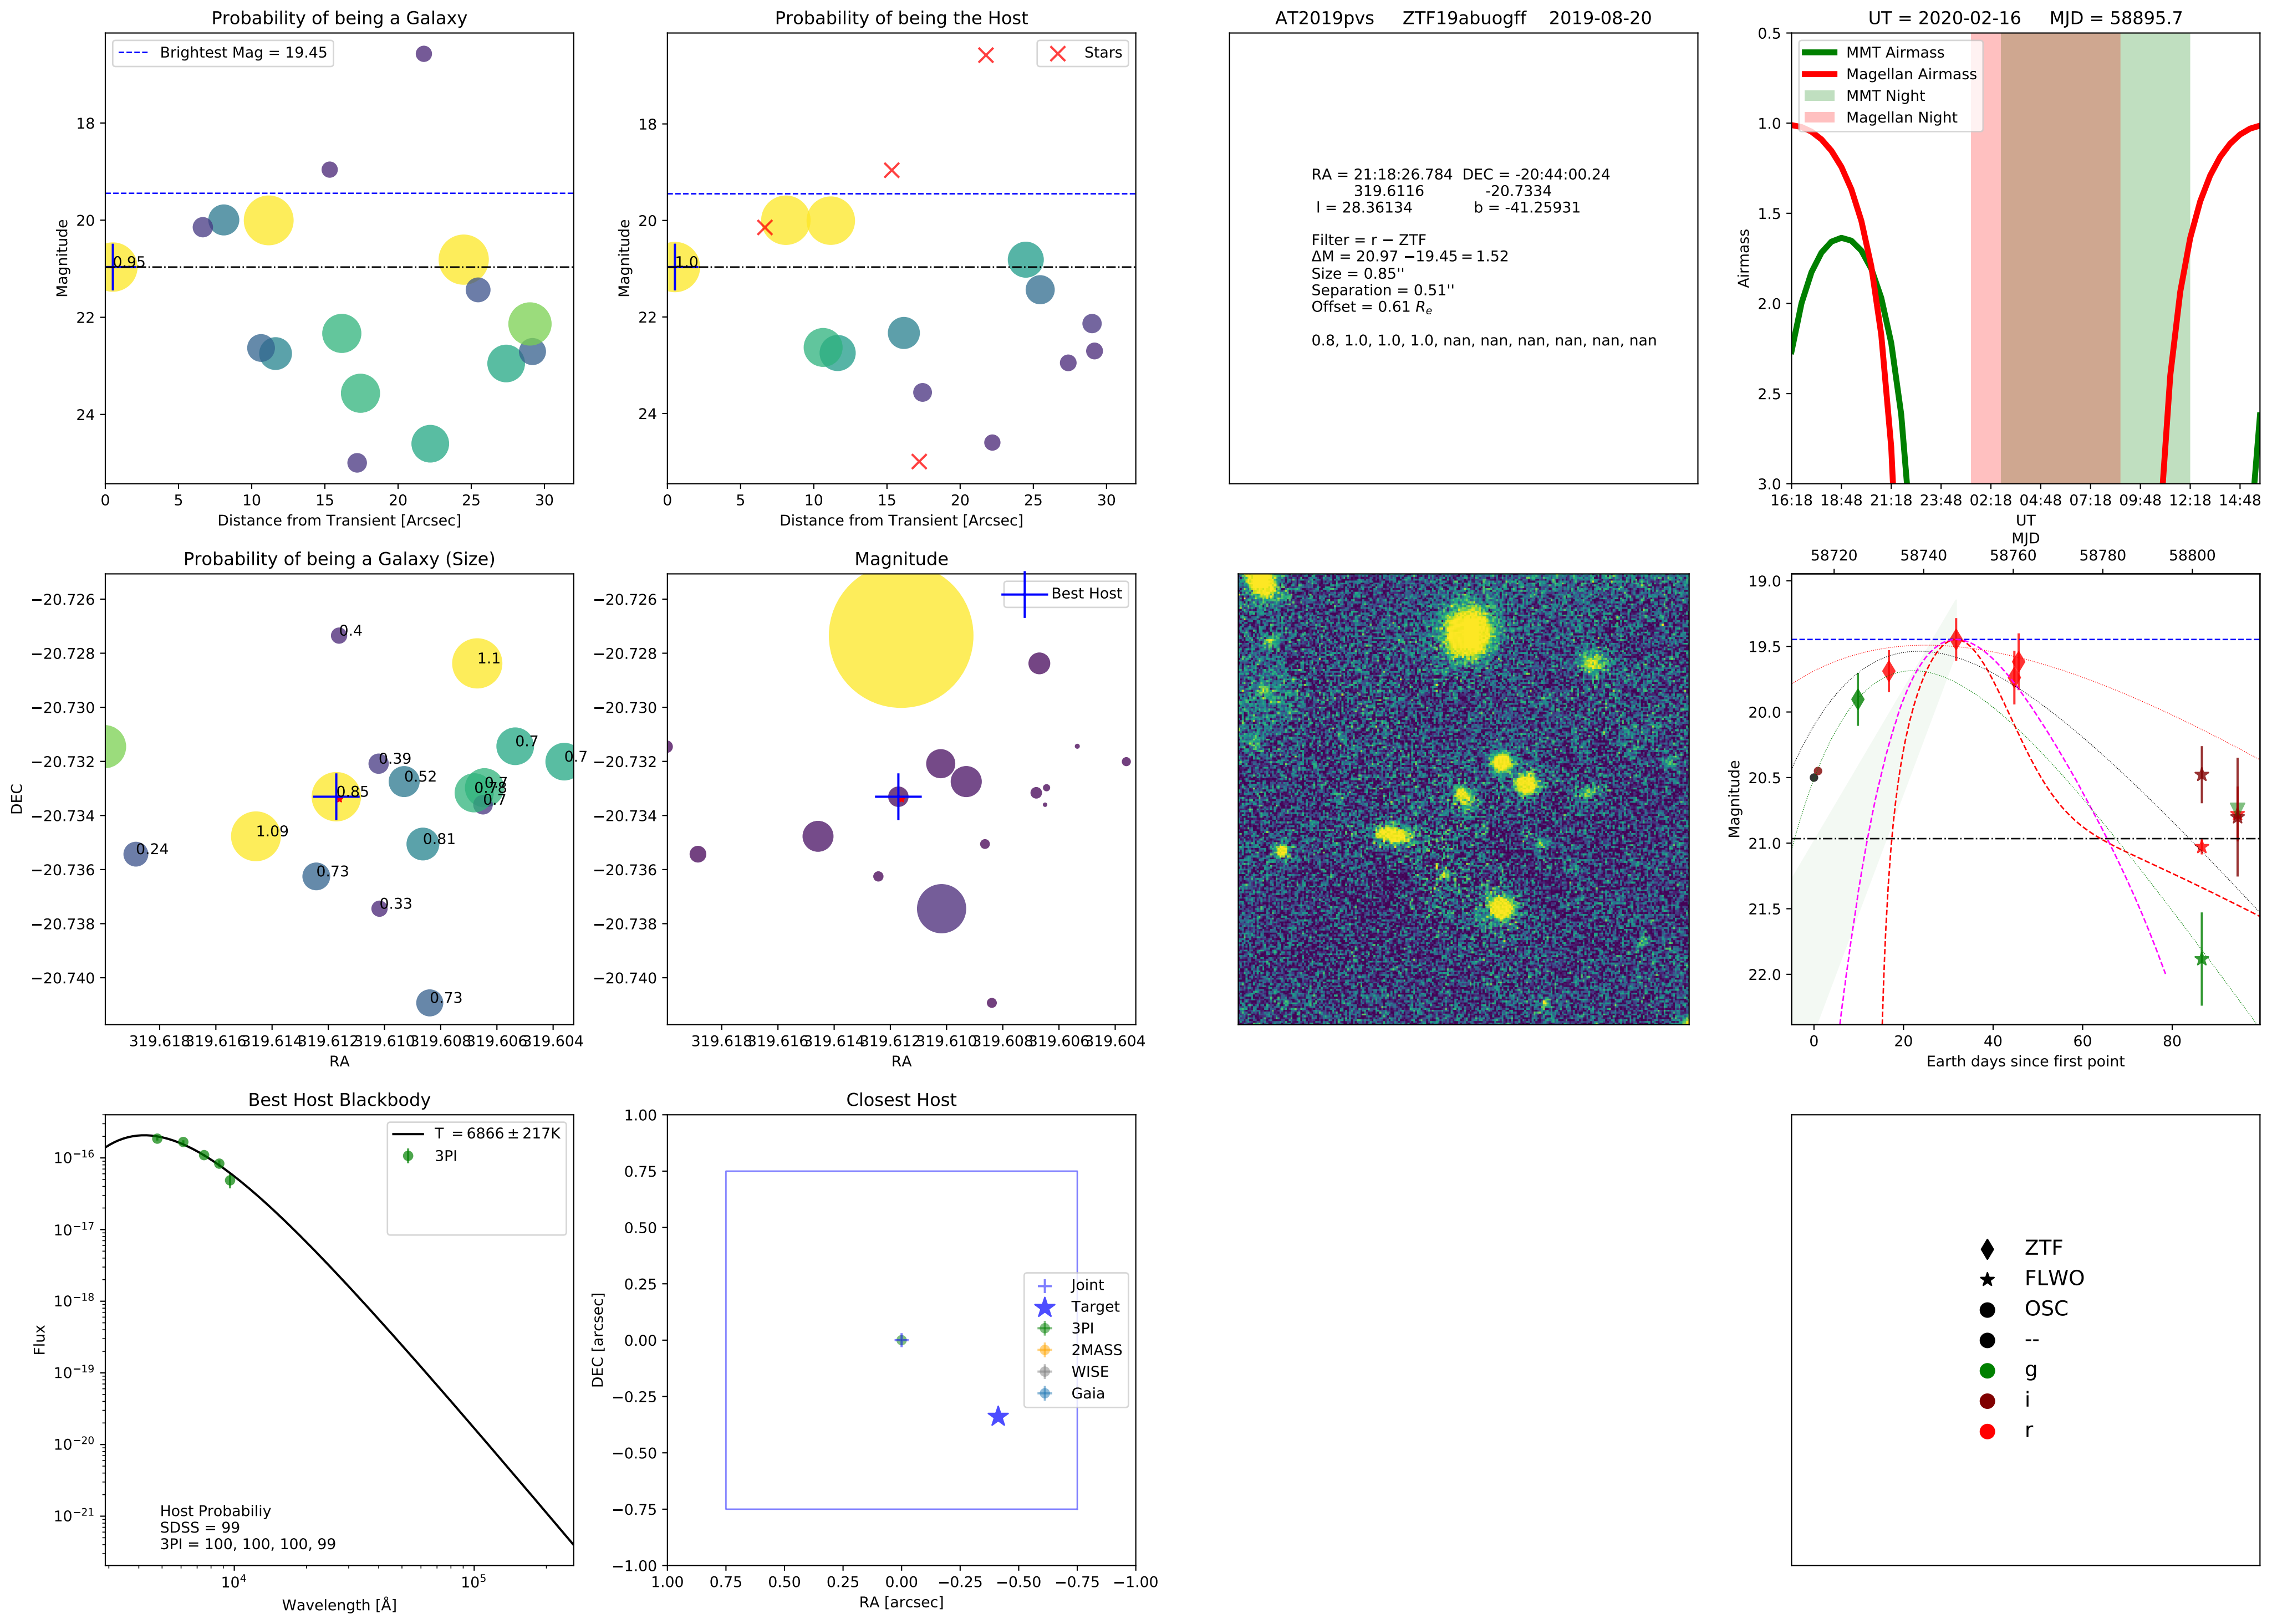 Probability of being a Galaxy
Brightest Mag = 19.45
0.95
18
20
22
24
Magnitude
0
5
10
15
20
25
30
Distance from Transient [Arcsec]
Probability of being the Host
Stars
1.0
18
20
22
24
Magnitude
0
5
10
15
20
25
30
Distance from Transient [Arcsec]
AT2019pvs ZTF19abuogff 2019-08-20
RA = 21:18:26.784 DEC = -20:44:00.24
319.6116 -20.7334
l = 28.36134 b = -41.25931
Filter = r − ZTF
ΔM = 20.97 −19.45 = 1.52
Size = 0.85''
Separation = 0.51''
Offset = 0.61 Re
0.8, 1.0, 1.0, 1.0, nan, nan, nan, nan, nan, nan
UT = 2020-02-16 MJD = 58895.7
MMT Airmass
Magellan Airmass
MMT Night
Magellan Night
0.5
1.0
1.5
2.0
2.5
3.0
Airmass
16:18
18:48
21:18
23:48
02:18
04:48
07:18
09:48
12:18
14:48
UT
Probability of being a Galaxy (Size)
0.4
1.1
0.7
0.7
0.39
0.52
0.7
0.78
0.7
0.85
1.09
0.81
0.24
0.73
0.33
0.73
−20.726
−20.728
−20.730
−20.732
−20.734
−20.736
−20.738
−20.740
DEC
319.618
319.616
319.614
319.612
319.610
319.608
319.606
319.604
RA
Magnitude
Best Host
−20.726
−20.728
−20.730
−20.732
−20.734
−20.736
−20.738
−20.740
319.618
319.616
319.614
319.612
319.610
319.608
319.606
319.604
RA
MJD
58720
58740
58760
58780
58800
19.0
19.5
20.0
20.5
21.0
21.5
22.0
Magnitude
0
20
40
60
80
Earth days since first point
Best Host Blackbody
T = 6866 ± 217K
3PI
Host Probabiliy
SDSS = 99
3PI = 100, 100, 100, 99
10−16
10−17
10−18
10−19
10−20
10−21
Flux
104
105
Wavelength [Å]
Closest Host
Joint
Target
3PI
2MASS
WISE
Gaia
1.00
0.75
0.50
0.25
0.00
−0.25
−0.50
−0.75
−1.00
DEC [arcsec]
1.00
0.75
0.50
0.25
0.00
−0.25
−0.50
−0.75
−1.00
RA [arcsec]
ZTF
FLWO
OSC
--
g
i
r